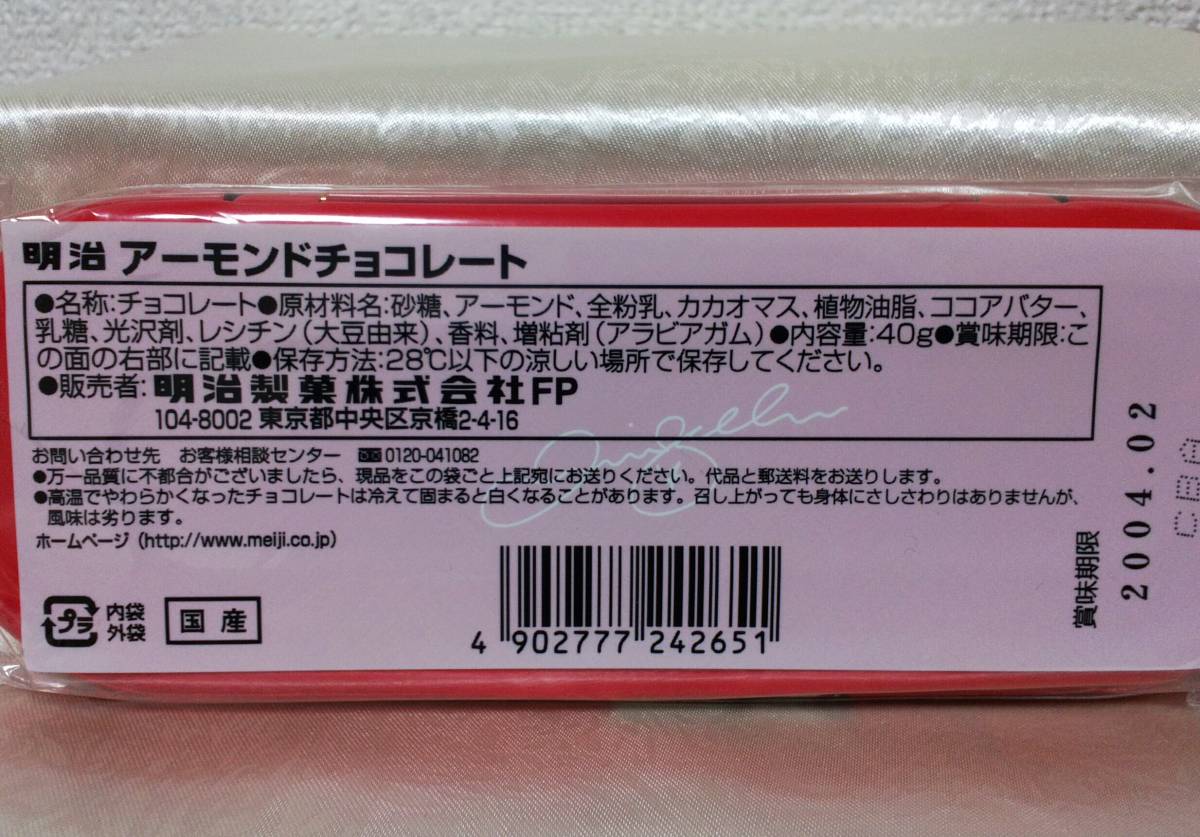 明治 アーモンドチョコレート
●名称:チョコレート●原材料名:砂糖、アーモンド、全粉乳、カカオマス、植物油脂、ココアバター、
乳糖、光沢剤、レシチン(大豆由来)、香料、増粘剤(アラビアガム)●内容量:40g●賞味期限:こ
の面の右部に記載●保存方法:28℃以下の涼しい場所で保存してください。
●販売者:明治製菓株式会社FP
104-8002 東京都中央区京橋2-4-16
お問い合わせ先 お客様相談センター 0120-041082
●万一品質に不都合がございましたら、現品をこの袋ごと上記宛にお送りください。代品と郵送料をお送りします。
●高温でやわらかくなったチョコレートは冷えて固まると白くなることがあります。召し上がっても身体にさしさわりはありませんが、
風味は劣ります。
ホームページ(http://www.meiji.co.jp)
プラ 内袋
外袋
国産
4 902777 242651
賞味期限
2004.02
CBA